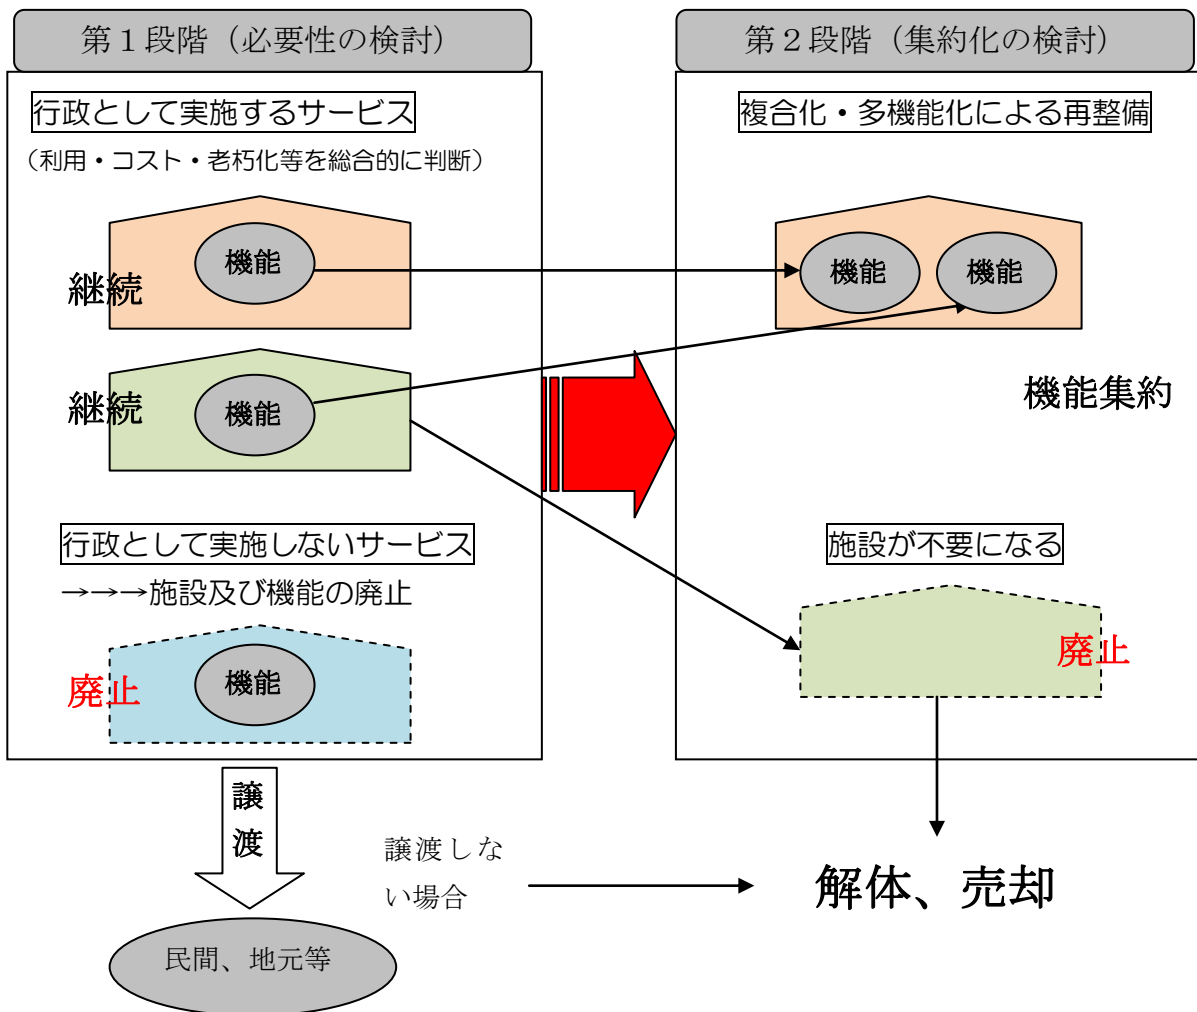 第１段階（必要性の検討）
行政として実施するサービス
（利用・コスト・老朽化等を総合的に判断）
機能
継続
機能
継続
行政として実施しないサービス
→→→施設及び機能の廃止
機能
廃止
譲
渡
民間、地元等
譲渡しな
い場合
第２段階（集約化の検討）
複合化・多機能化による再整備
機能
機能
機能集約
施設が不要になる
廃止
解体、売却